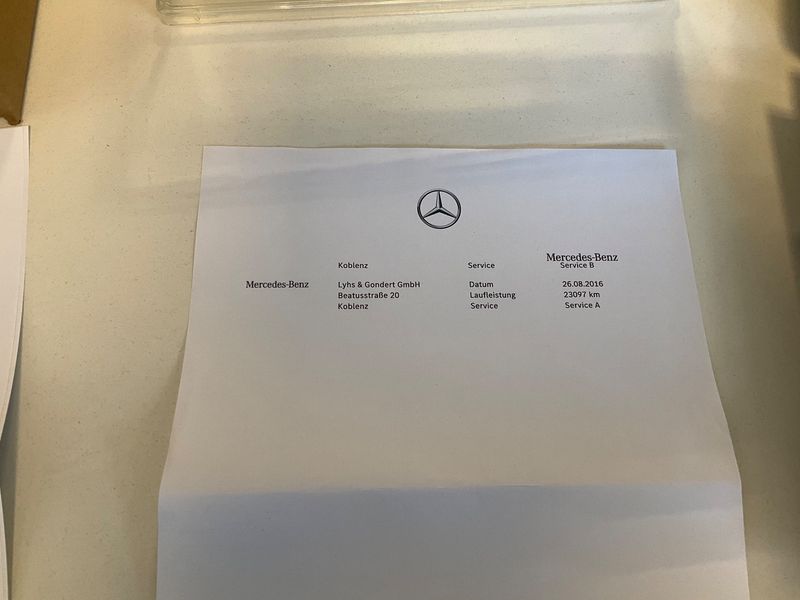 Mercedes-Benz
Koblenz Service Service B
Mercedes-Benz Lyhs & Gondert GmbH Datum 26.08.2016
Beatusstraße 20 Laufleistung 23097 km
Koblenz Service Service A